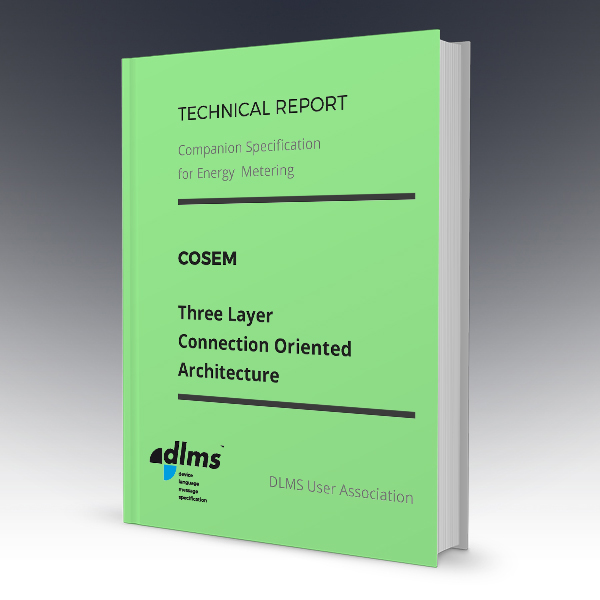 TECHNICAL REPORT
Companion Specification
for Energy Metering
COSEM
Three Layer
Connection Oriented
Architecture
dlms™
device
language
message
specification
DLMS User Association